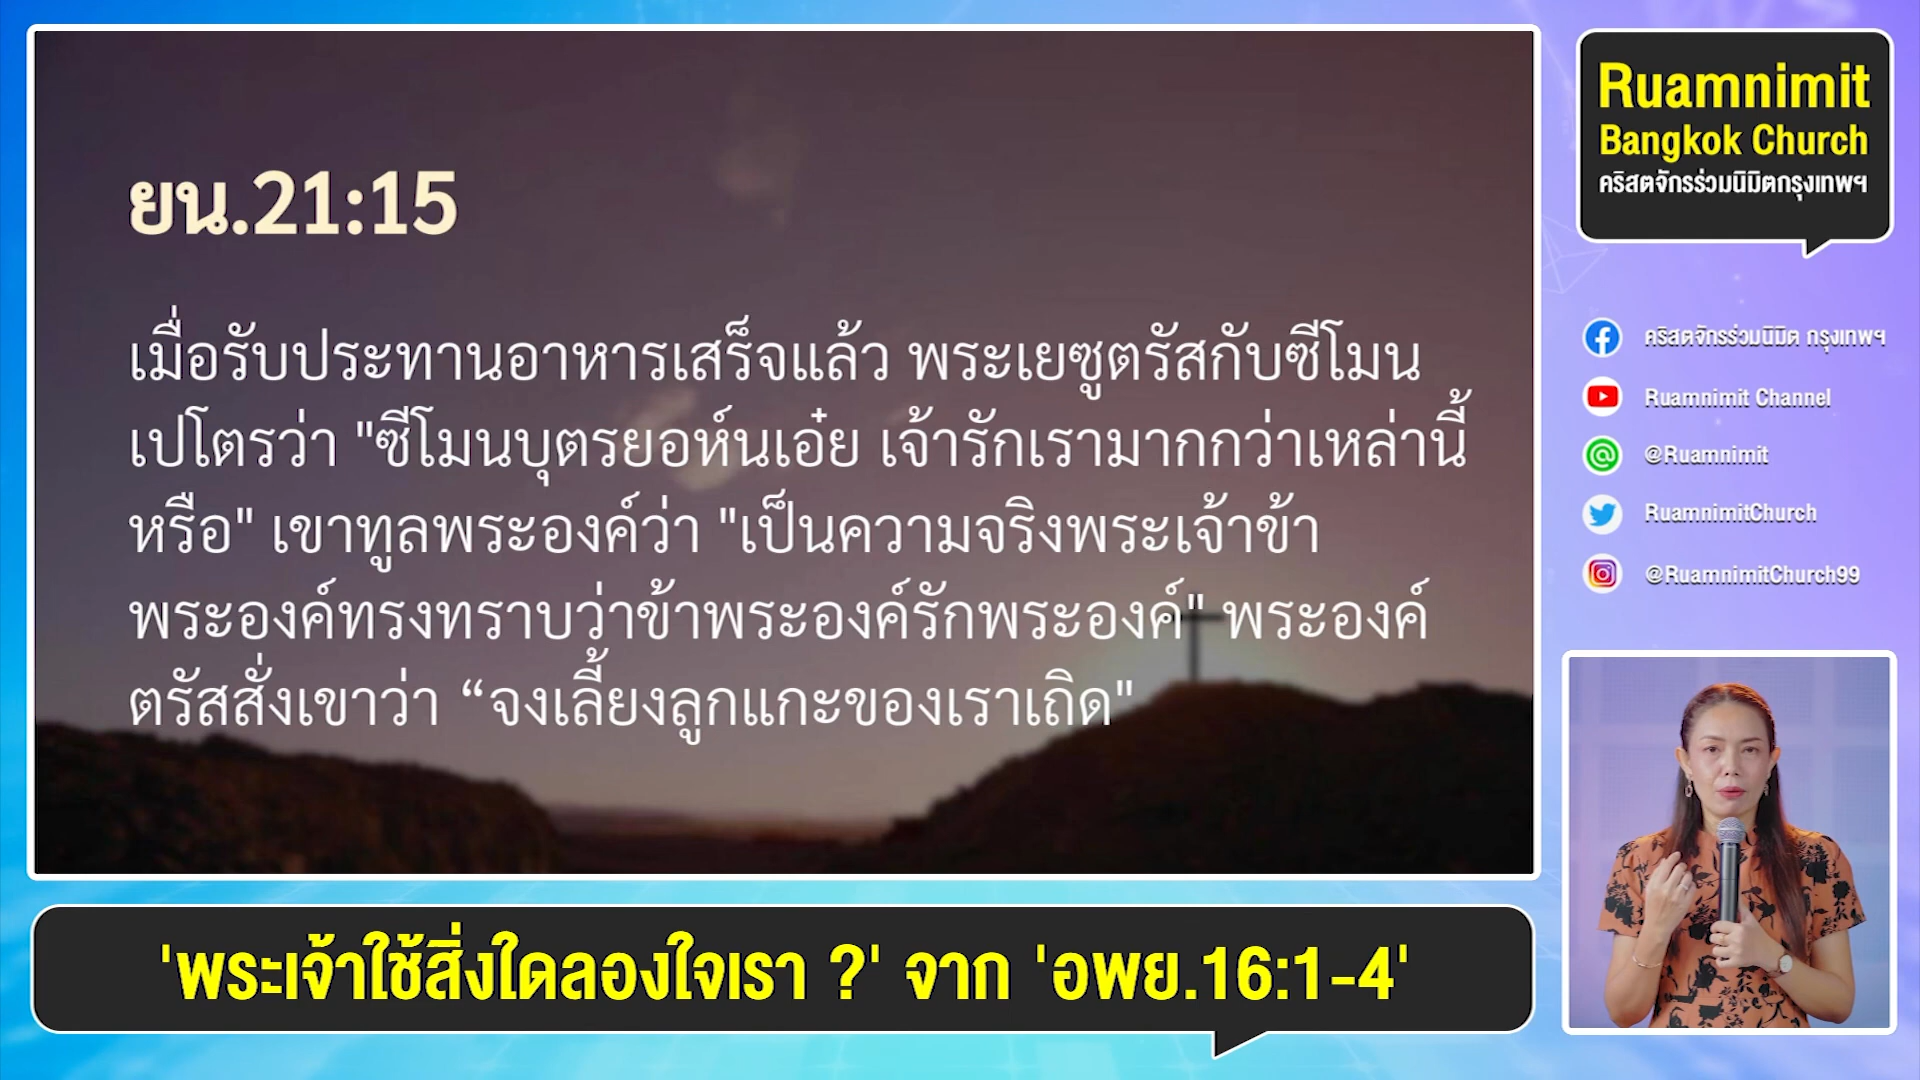 ยน.21:15
เมื่อรับประทานอาหารเสร็จแล้ว พระเยซูตรัสกับซีโมน
เปโตรว่า "ซีโมนบุตรยอห์นเอ๋ย เจ้ารักเรามากกว่าเหล่านี้
หรือ" เขาทูลพระองค์ว่า "เป็นความจริงพระเจ้าข้า
พระองค์ทรงทราบว่าข้าพระองค์รักพระองค์" พระองค์
ตรัสสั่งเขาว่า “จงเลี้ยงลูกแกะของเราเถิด"
'พระเจ้าใช้สิ่งใดลองใจเรา ?' จาก 'อพย.16:1-4'
Ruamnimit
Bangkok Church
คริสตจักรร่วมนิมิตกรุงเทพฯ
คริสตจักรร่วมนิมิต กรุงเทพฯ
Ruamnimit Channel
@Ruamnimit
RuamnimitChurch
@RuamnimitChurch99